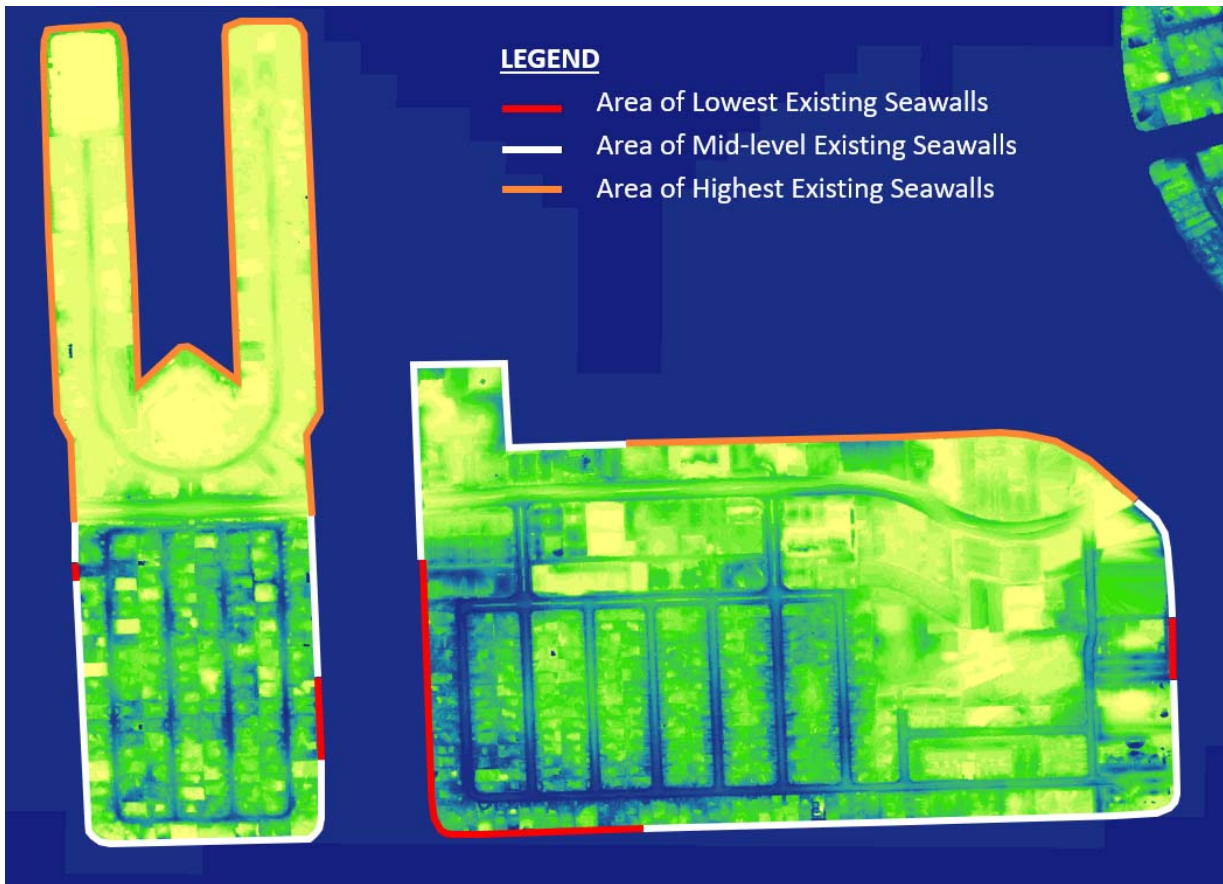 LEGEND
Area of Lowest Existing Seawalls
Area of Mid-level Existing Seawalls
Area of Highest Existing Seawalls